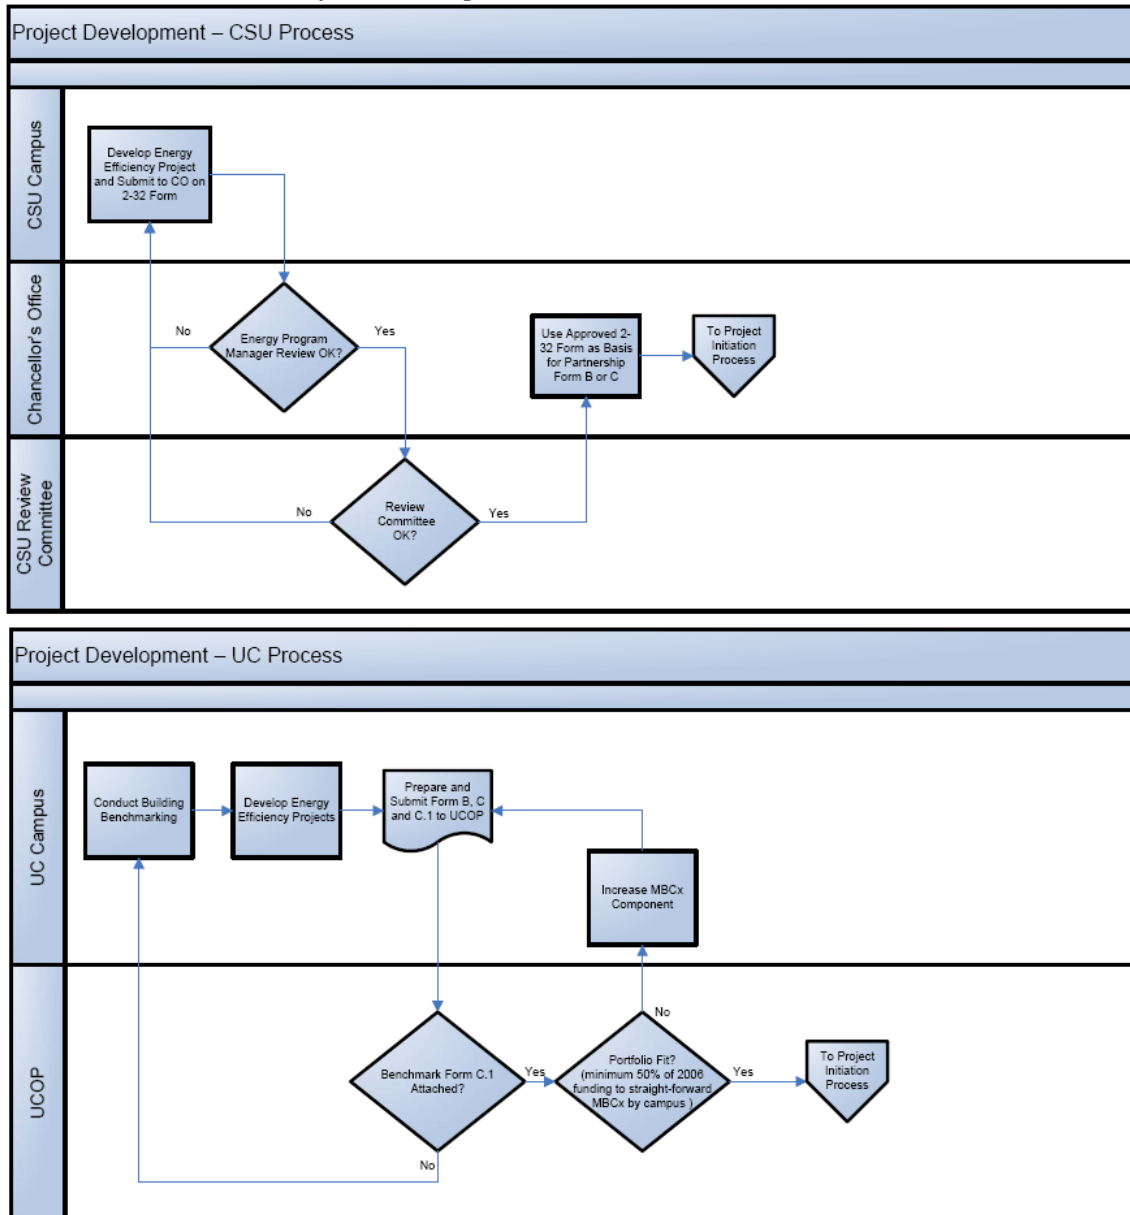 Project Development – CSU Process
CSU Campus
Develop Energy
Efficiency Project
and Submit to CO on
2-32 Form
Chancellor's Office
No
Energy Program
Manager Review OK?
Yes
Use Approved 2-
32 Form as Basis
for Partnership
Form B or C
To Project
Initiation
Process
CSU Review
Committee
No
Review
Committee
OK?
Yes
Project Development – UC Process
UC Campus
Conduct Building
Benchmarking
Develop Energy
Efficiency Projects
Prepare and
Submit Form B, C
and C.1 to UCOP
Increase MBCx
Component
UCOP
Benchmark Form C.1
Attached?
Yes
No
Portfolio Fit?
(minimum 50% of 2006
funding to straight-forward
MBCx by campus )
No
Yes
To Project
Initiation
Process